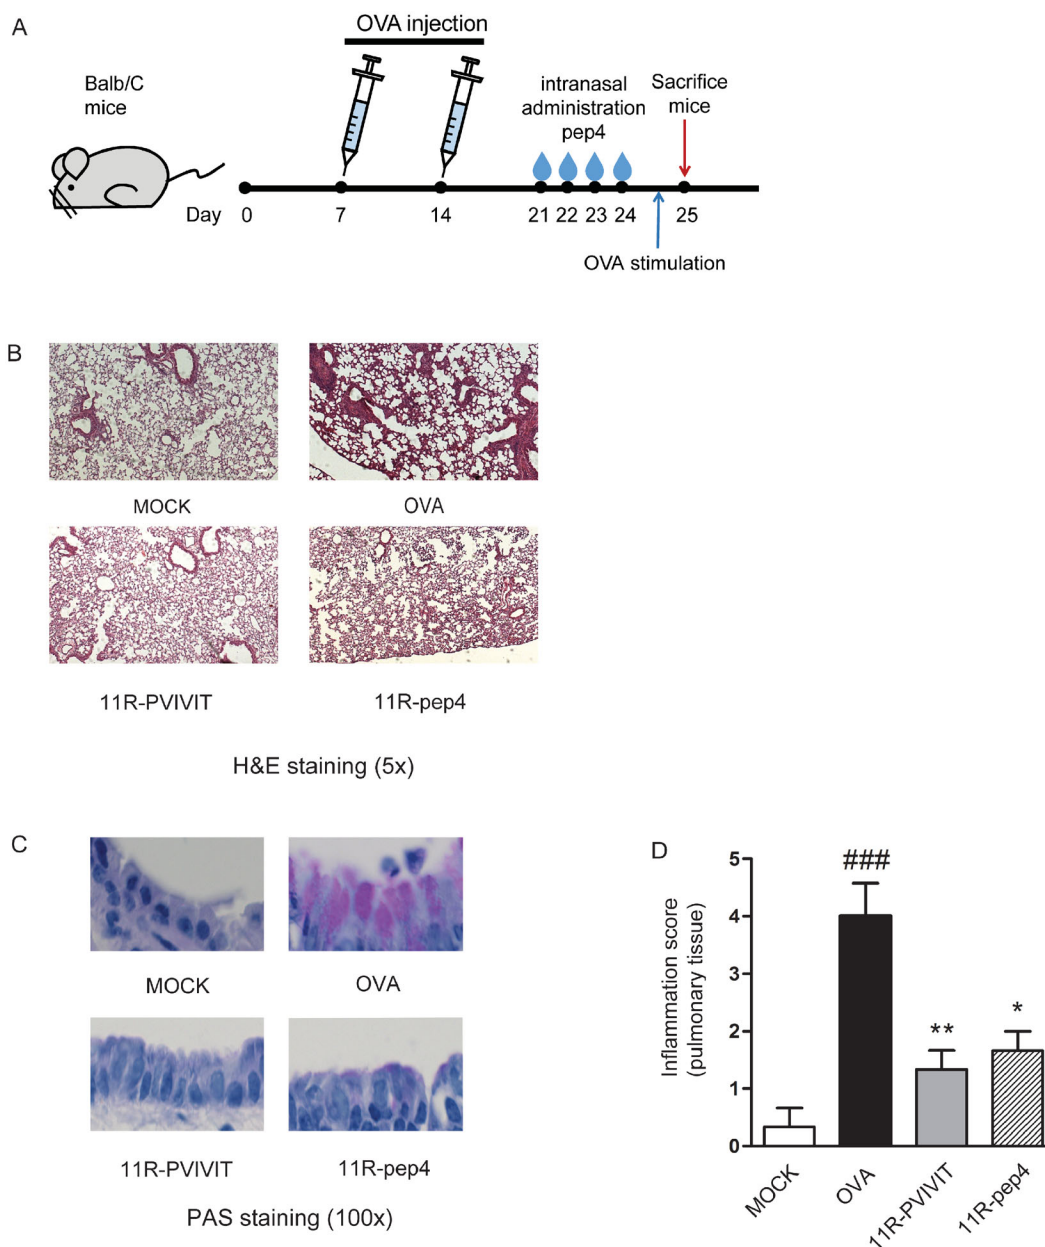 A
OVA injection
Balb/C
mice
intranasal
administration
pep4
Sacrifice
mice
Day 0 7 14 21 22 23 24 25
OVA stimulation
B
MOCK OVA
11R-PVIVIT 11R-pep4
H&E staining (5x)
C
MOCK OVA
11R-PVIVIT 11R-pep4
PAS staining (100x)
D
Inflammation score
(pulmonary tissue)
5
4
3
2
1
0
###
**
*
MOCK
OVA
11R-PVIVIT
11R-pep4